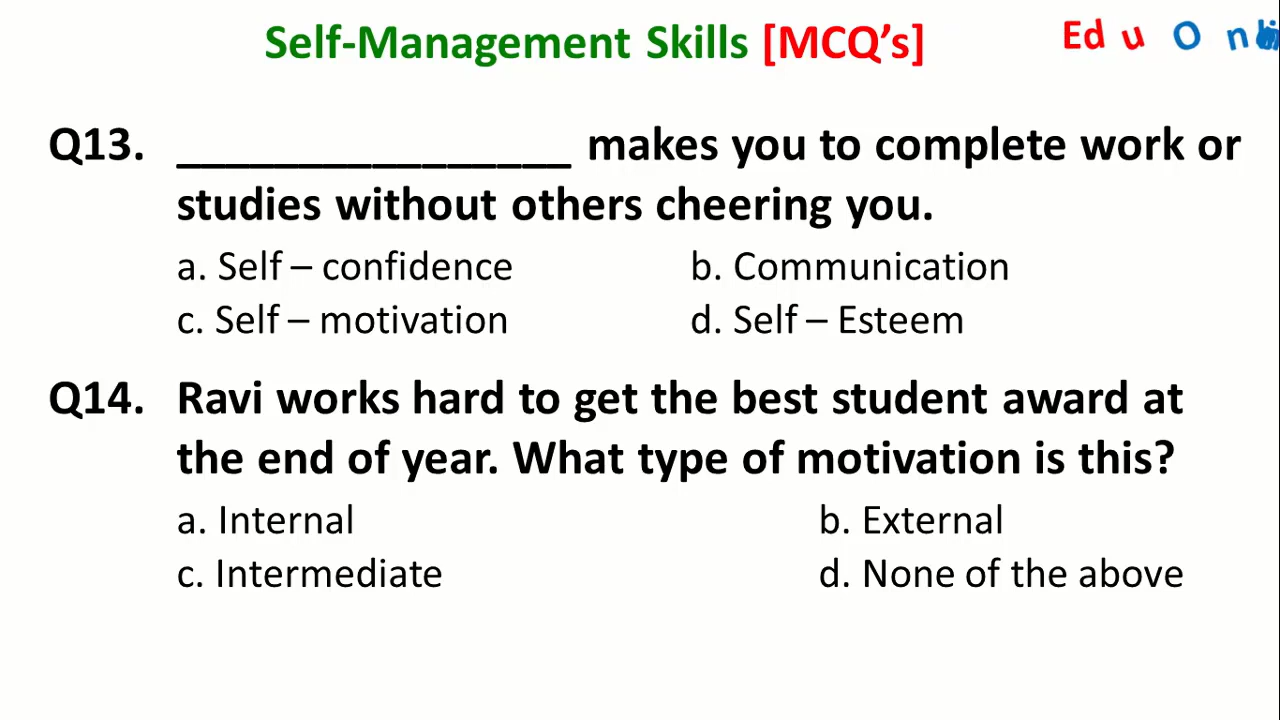 Self-Management Skills [MCQ's]
Edu On
Q13. ________________ makes you to complete work or
studies without others cheering you.
a. Self – confidence b. Communication
c. Self – motivation d. Self – Esteem
Q14. Ravi works hard to get the best student award at
the end of year. What type of motivation is this?
a. Internal b. External
c. Intermediate d. None of the above